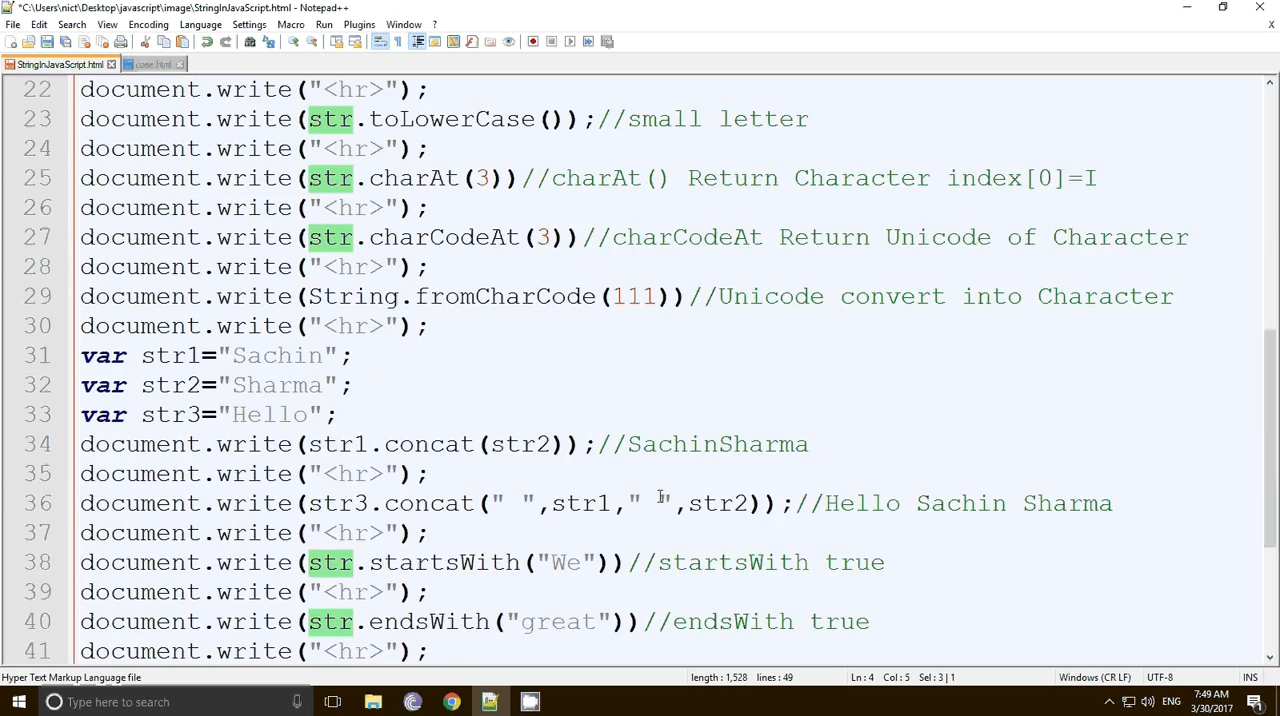 *C:\Users\nict\Desktop\javascript\image\StringInJavaScript.html - Notepad++
File Edit Search View Encoding Language Settings Macro Run Plugins Window ?
StringInJavaScript.html case.html
22 document.write("<hr>");
23 document.write(str.toLowerCase());//small letter
24 document.write("<hr>");
25 document.write(str.charAt(3))//charAt() Return Character index[0]=I
26 document.write("<hr>");
27 document.write(str.charCodeAt(3))//charCodeAt Return Unicode of Character
28 document.write("<hr>");
29 document.write(String.fromCharCode(111))//Unicode convert into Character
30 document.write("<hr>");
31 var str1="Sachin";
32 var str2="Sharma";
33 var str3="Hello";
34 document.write(str1.concat(str2));//SachinSharma
35 document.write("<hr>");
36 document.write(str3.concat(" ",str1," ",str2));//Hello Sachin Sharma
37 document.write("<hr>");
38 document.write(str.startsWith("We"))//startsWith true
39 document.write("<hr>");
40 document.write(str.endsWith("great"))//endsWith true
41 document.write("<hr>");
Hyper Text Markup Language file length : 1,528 lines : 49 Ln : 4 Col : 5 Sel : 3 | 1 Windows (CR LF) UTF-8 INS
Type here to search ENG 7:49 AM
3/30/2017